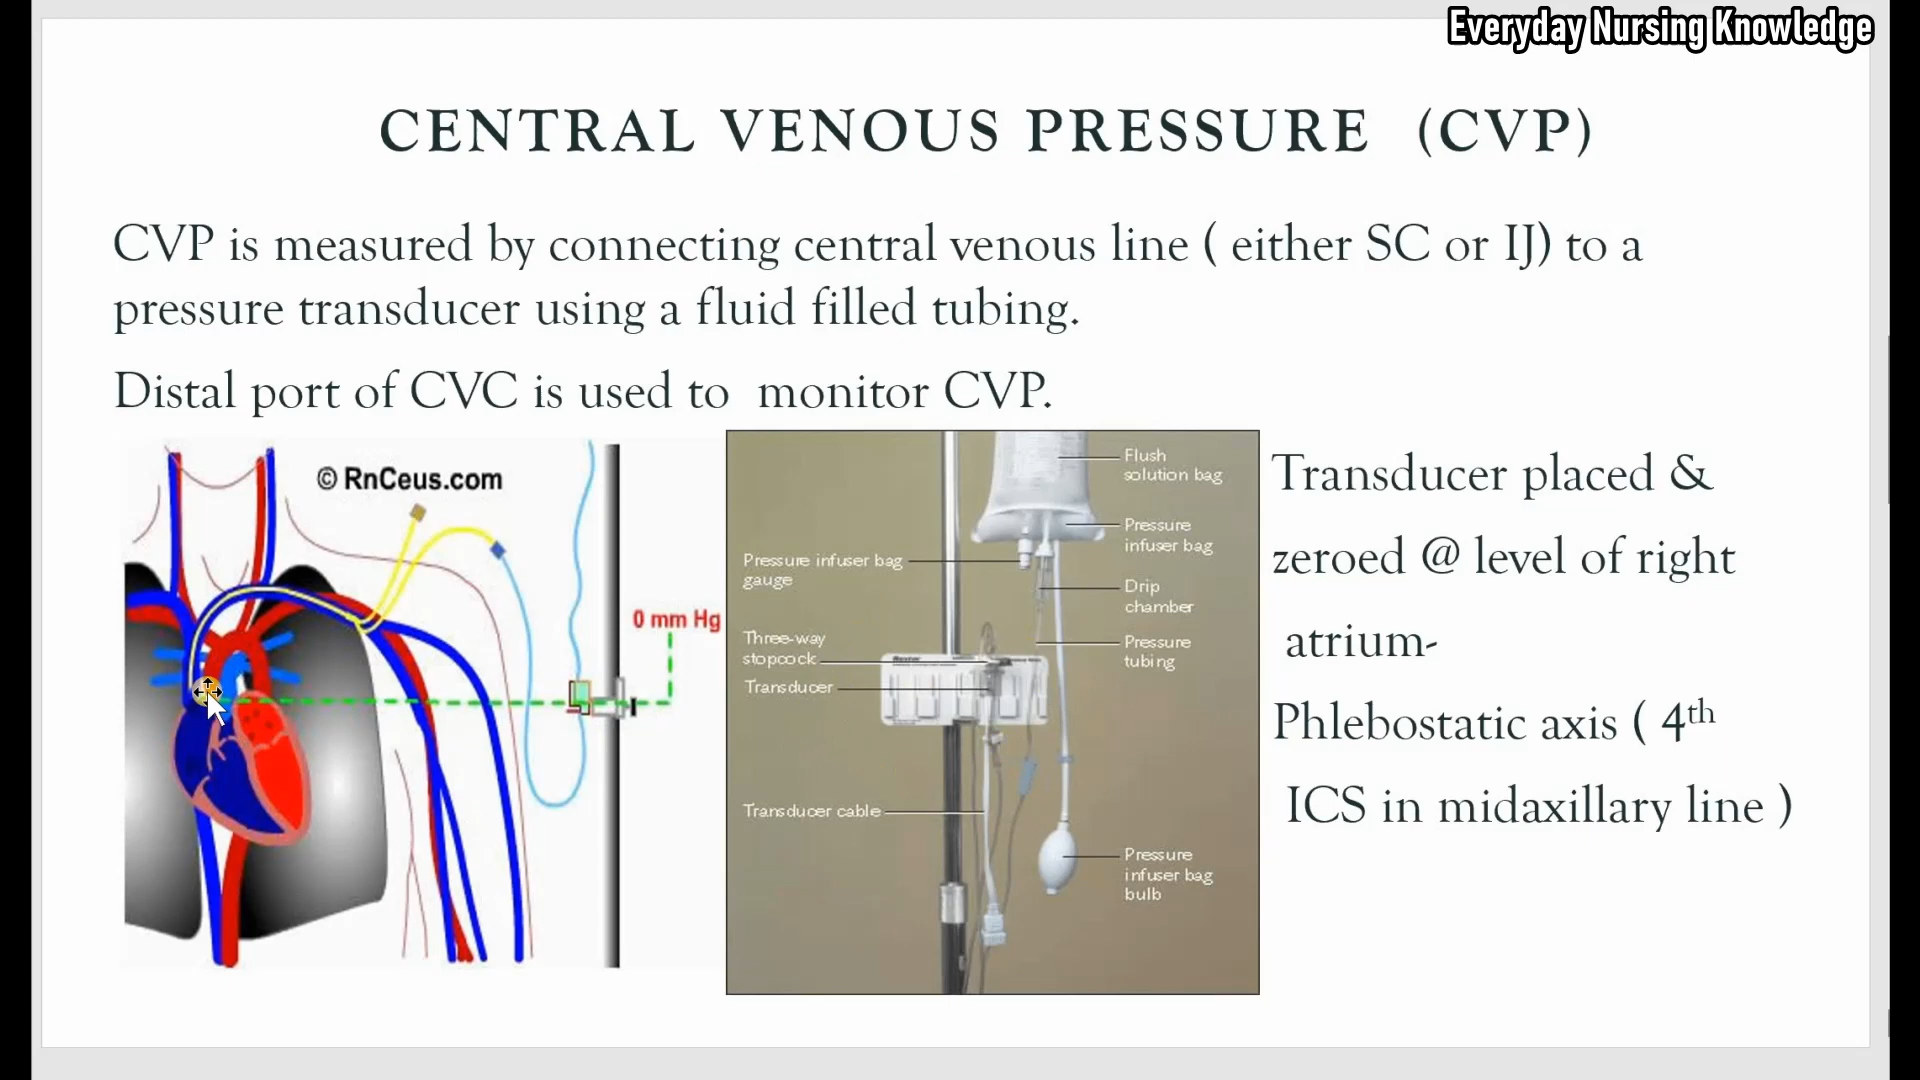 Everyday Nursing Knowledge
CENTRAL VENOUS PRESSURE (CVP)
CVP is measured by connecting central venous line ( either SC or IJ) to a
pressure transducer using a fluid filled tubing.
Distal port of CVC is used to monitor CVP.
© RnCeus.com
0 mm Hg
Flush
solution bag
Pressure
infuser bag
Pressure infuser bag
gauge
Drip
chamber
Three-way
stopcock
Pressure
tubing
Transducer
Transducer cable
Pressure
infuser bag
bulb
Transducer placed &
zeroed @ level of right
atrium-
Phlebostatic axis ( 4th
ICS in midaxillary line )